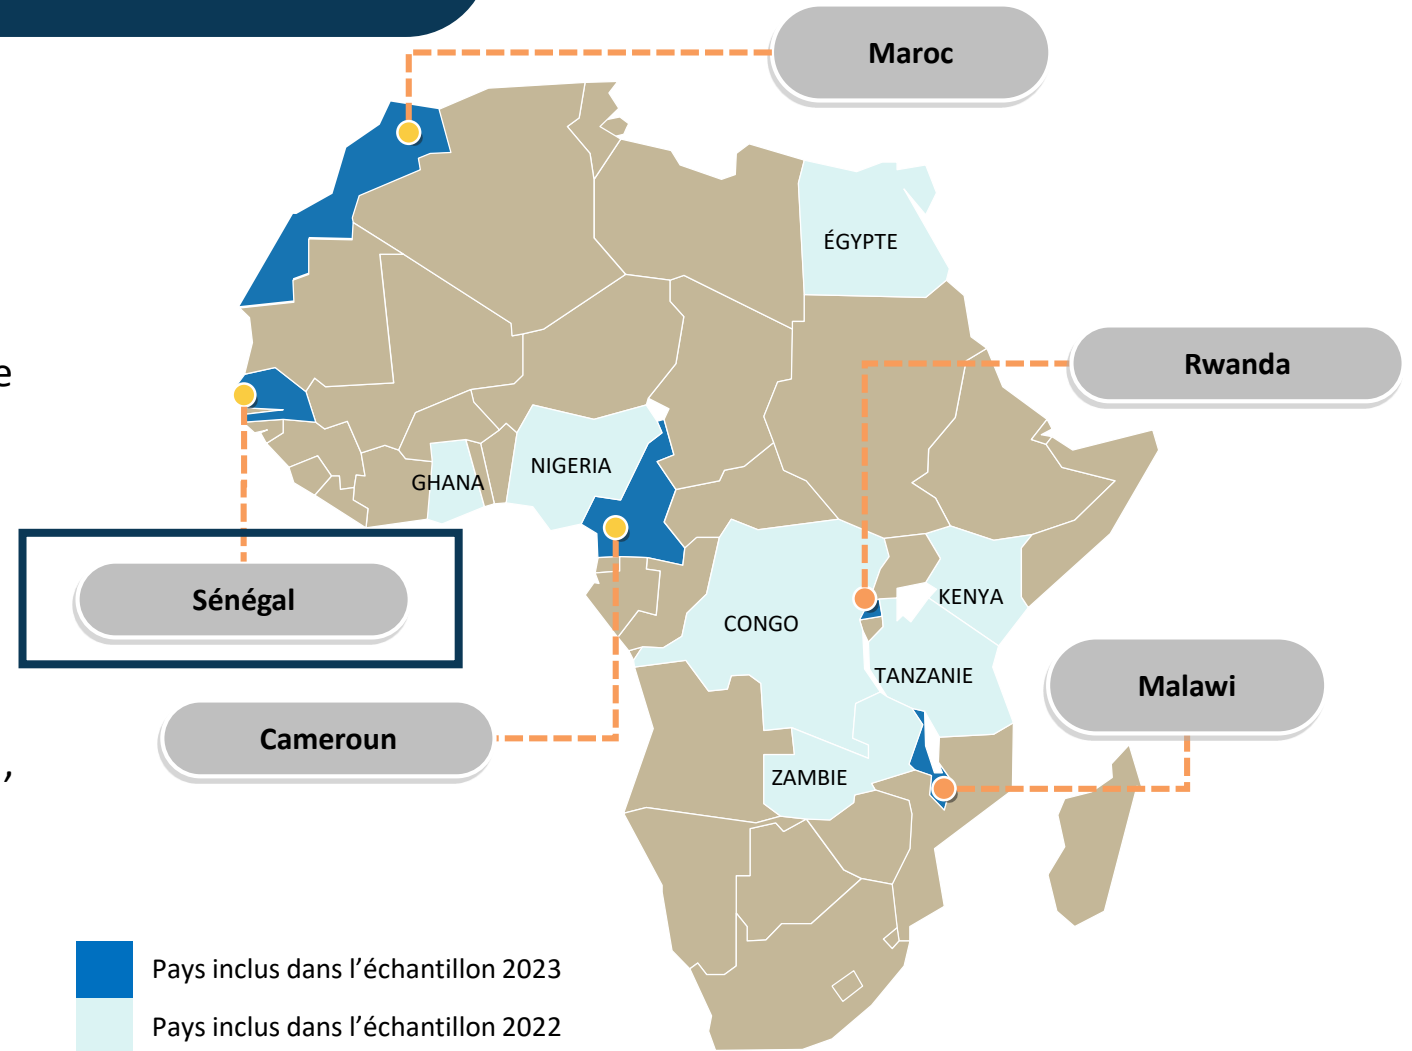 Maroc
ÉGYPTE
Rwanda
e
NIGERIA
GHANA
Sénégal
KENYA
CONGO
TANZANIE
Malawi
Cameroun
,
ZAMBIE
Pays inclus dans l’échantillon 2023
Pays inclus dans l’échantillon 2022